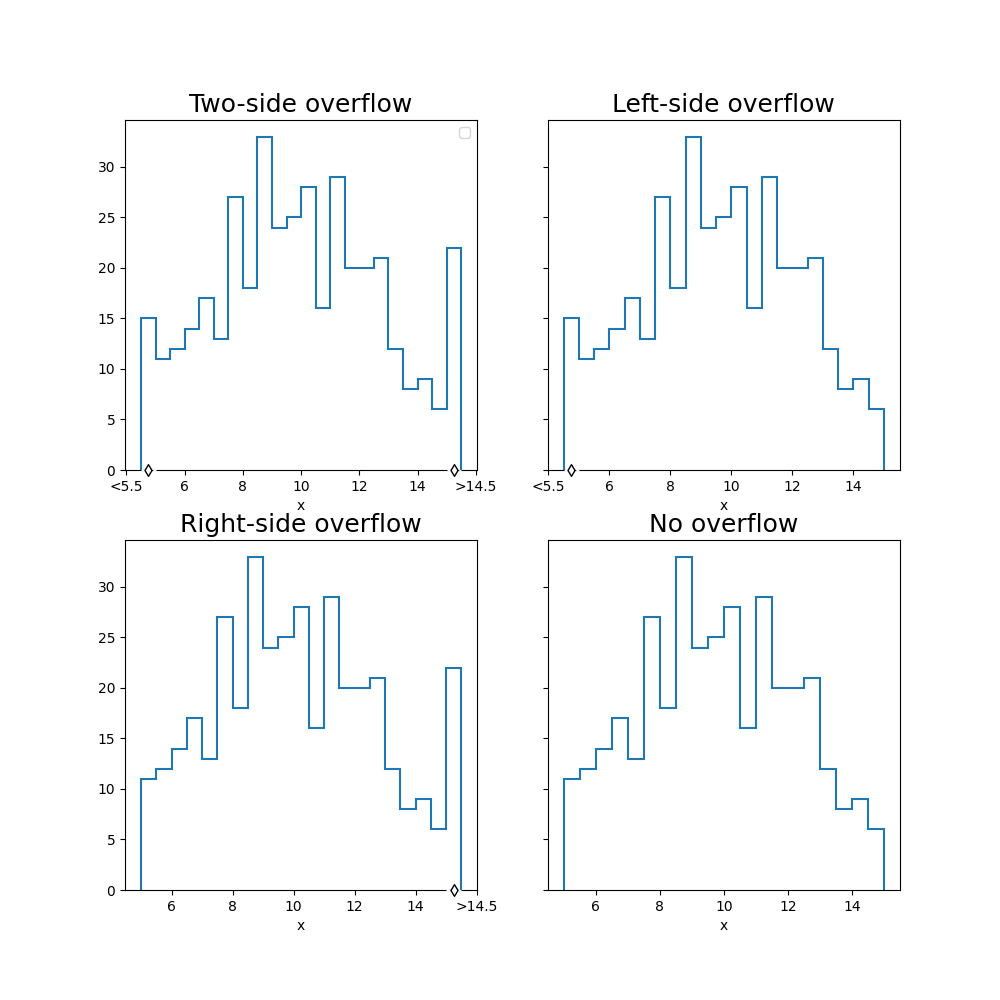 Two-side overflow
30
25
20
15
10
5
0
<5.5 6 8 10 12 14 >14.5
x
Left-side overflow
<5.5 6 8 10 12 14
x
Right-side overflow
30
25
20
15
10
5
0
6 8 10 12 14 >14.5
x
No overflow
6 8 10 12 14
x